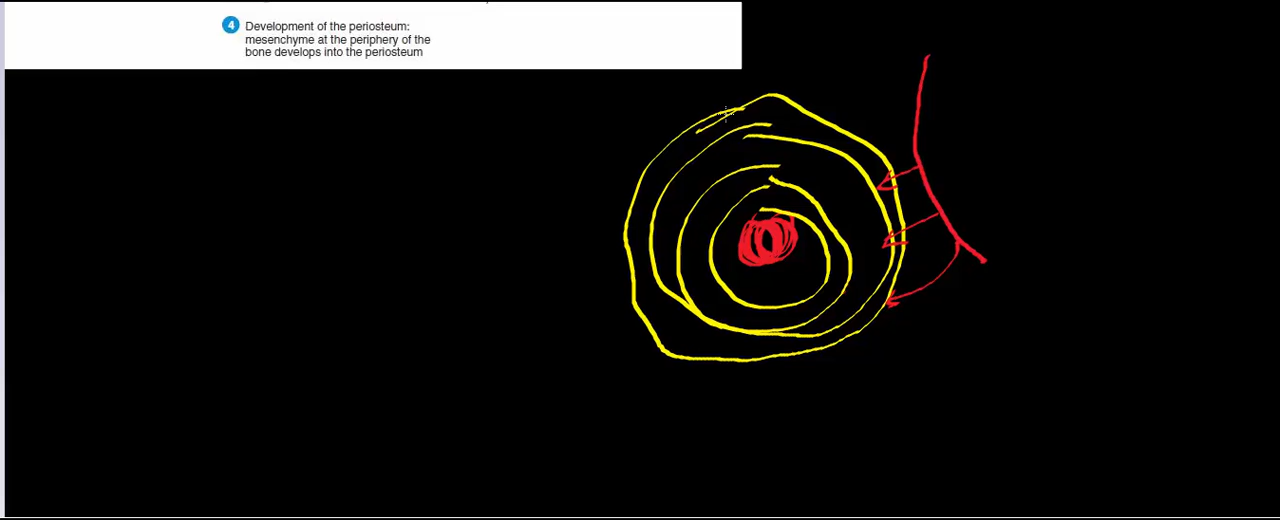 4 Development of the periosteum:
mesenchyme at the periphery of the
bone develops into the periosteum